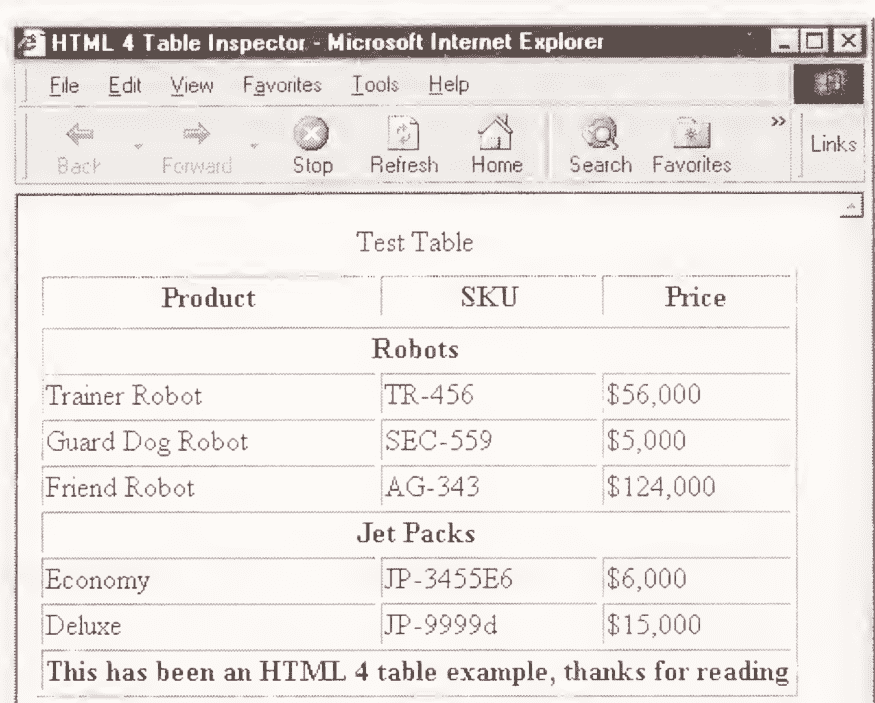 HTML 4 Table Inspector - Microsoft Internet Explorer
File Edit View Favorites Tools Help
Back Forward Stop Refresh Home Search Favorites » Links
Test Table
Product SKU Price
Robots
Trainer Robot TR-456 $56,000
Guard Dog Robot SEC-559 $5,000
Friend Robot AG-343 $124,000
Jet Packs
Economy JP-3455E6 $6,000
Deluxe JP-9999d $15,000
This has been an HTML 4 table example, thanks for reading